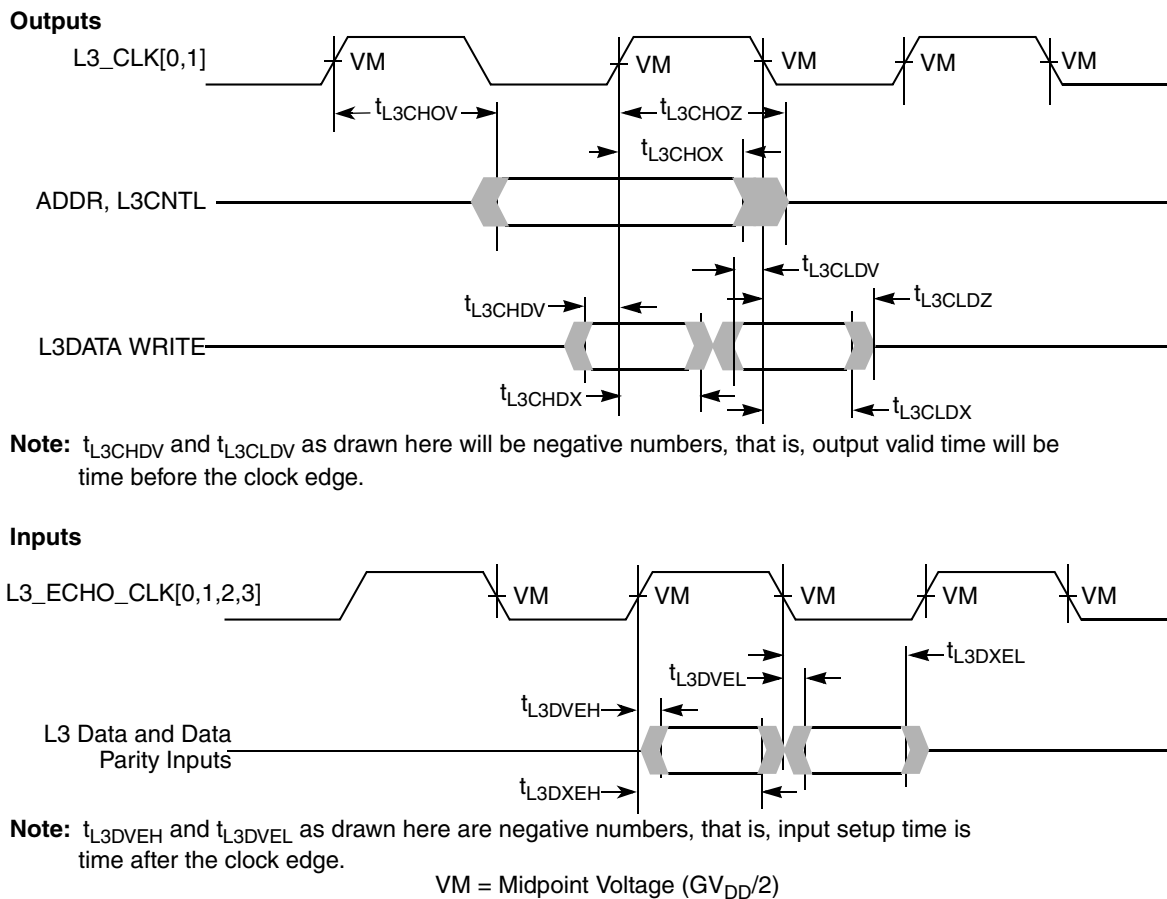 Outputs
L3_CLK[0,1]
VM
VM
VM
VM
VM
tL3CHOV
tL3CHOZ
tL3CHOX
ADDR, L3CNTL
tL3CLDV
tL3CHDV
tL3CLDZ
L3DATA WRITE
tL3CHDX
tL3CLDX
Note: tL3CHDV and tL3CLDV as drawn here will be negative numbers, that is, output valid time will be
time before the clock edge.
Inputs
L3_ECHO_CLK[0,1,2,3]
VM
VM
VM
VM
VM
tL3DXEL
tL3DVEL
tL3DVEH
L3 Data and Data
Parity Inputs
tL3DXEH
Note: tL3DVEH and tL3DVEL as drawn here are negative numbers, that is, input setup time is
time after the clock edge.
VM = Midpoint Voltage (GVDD/2)